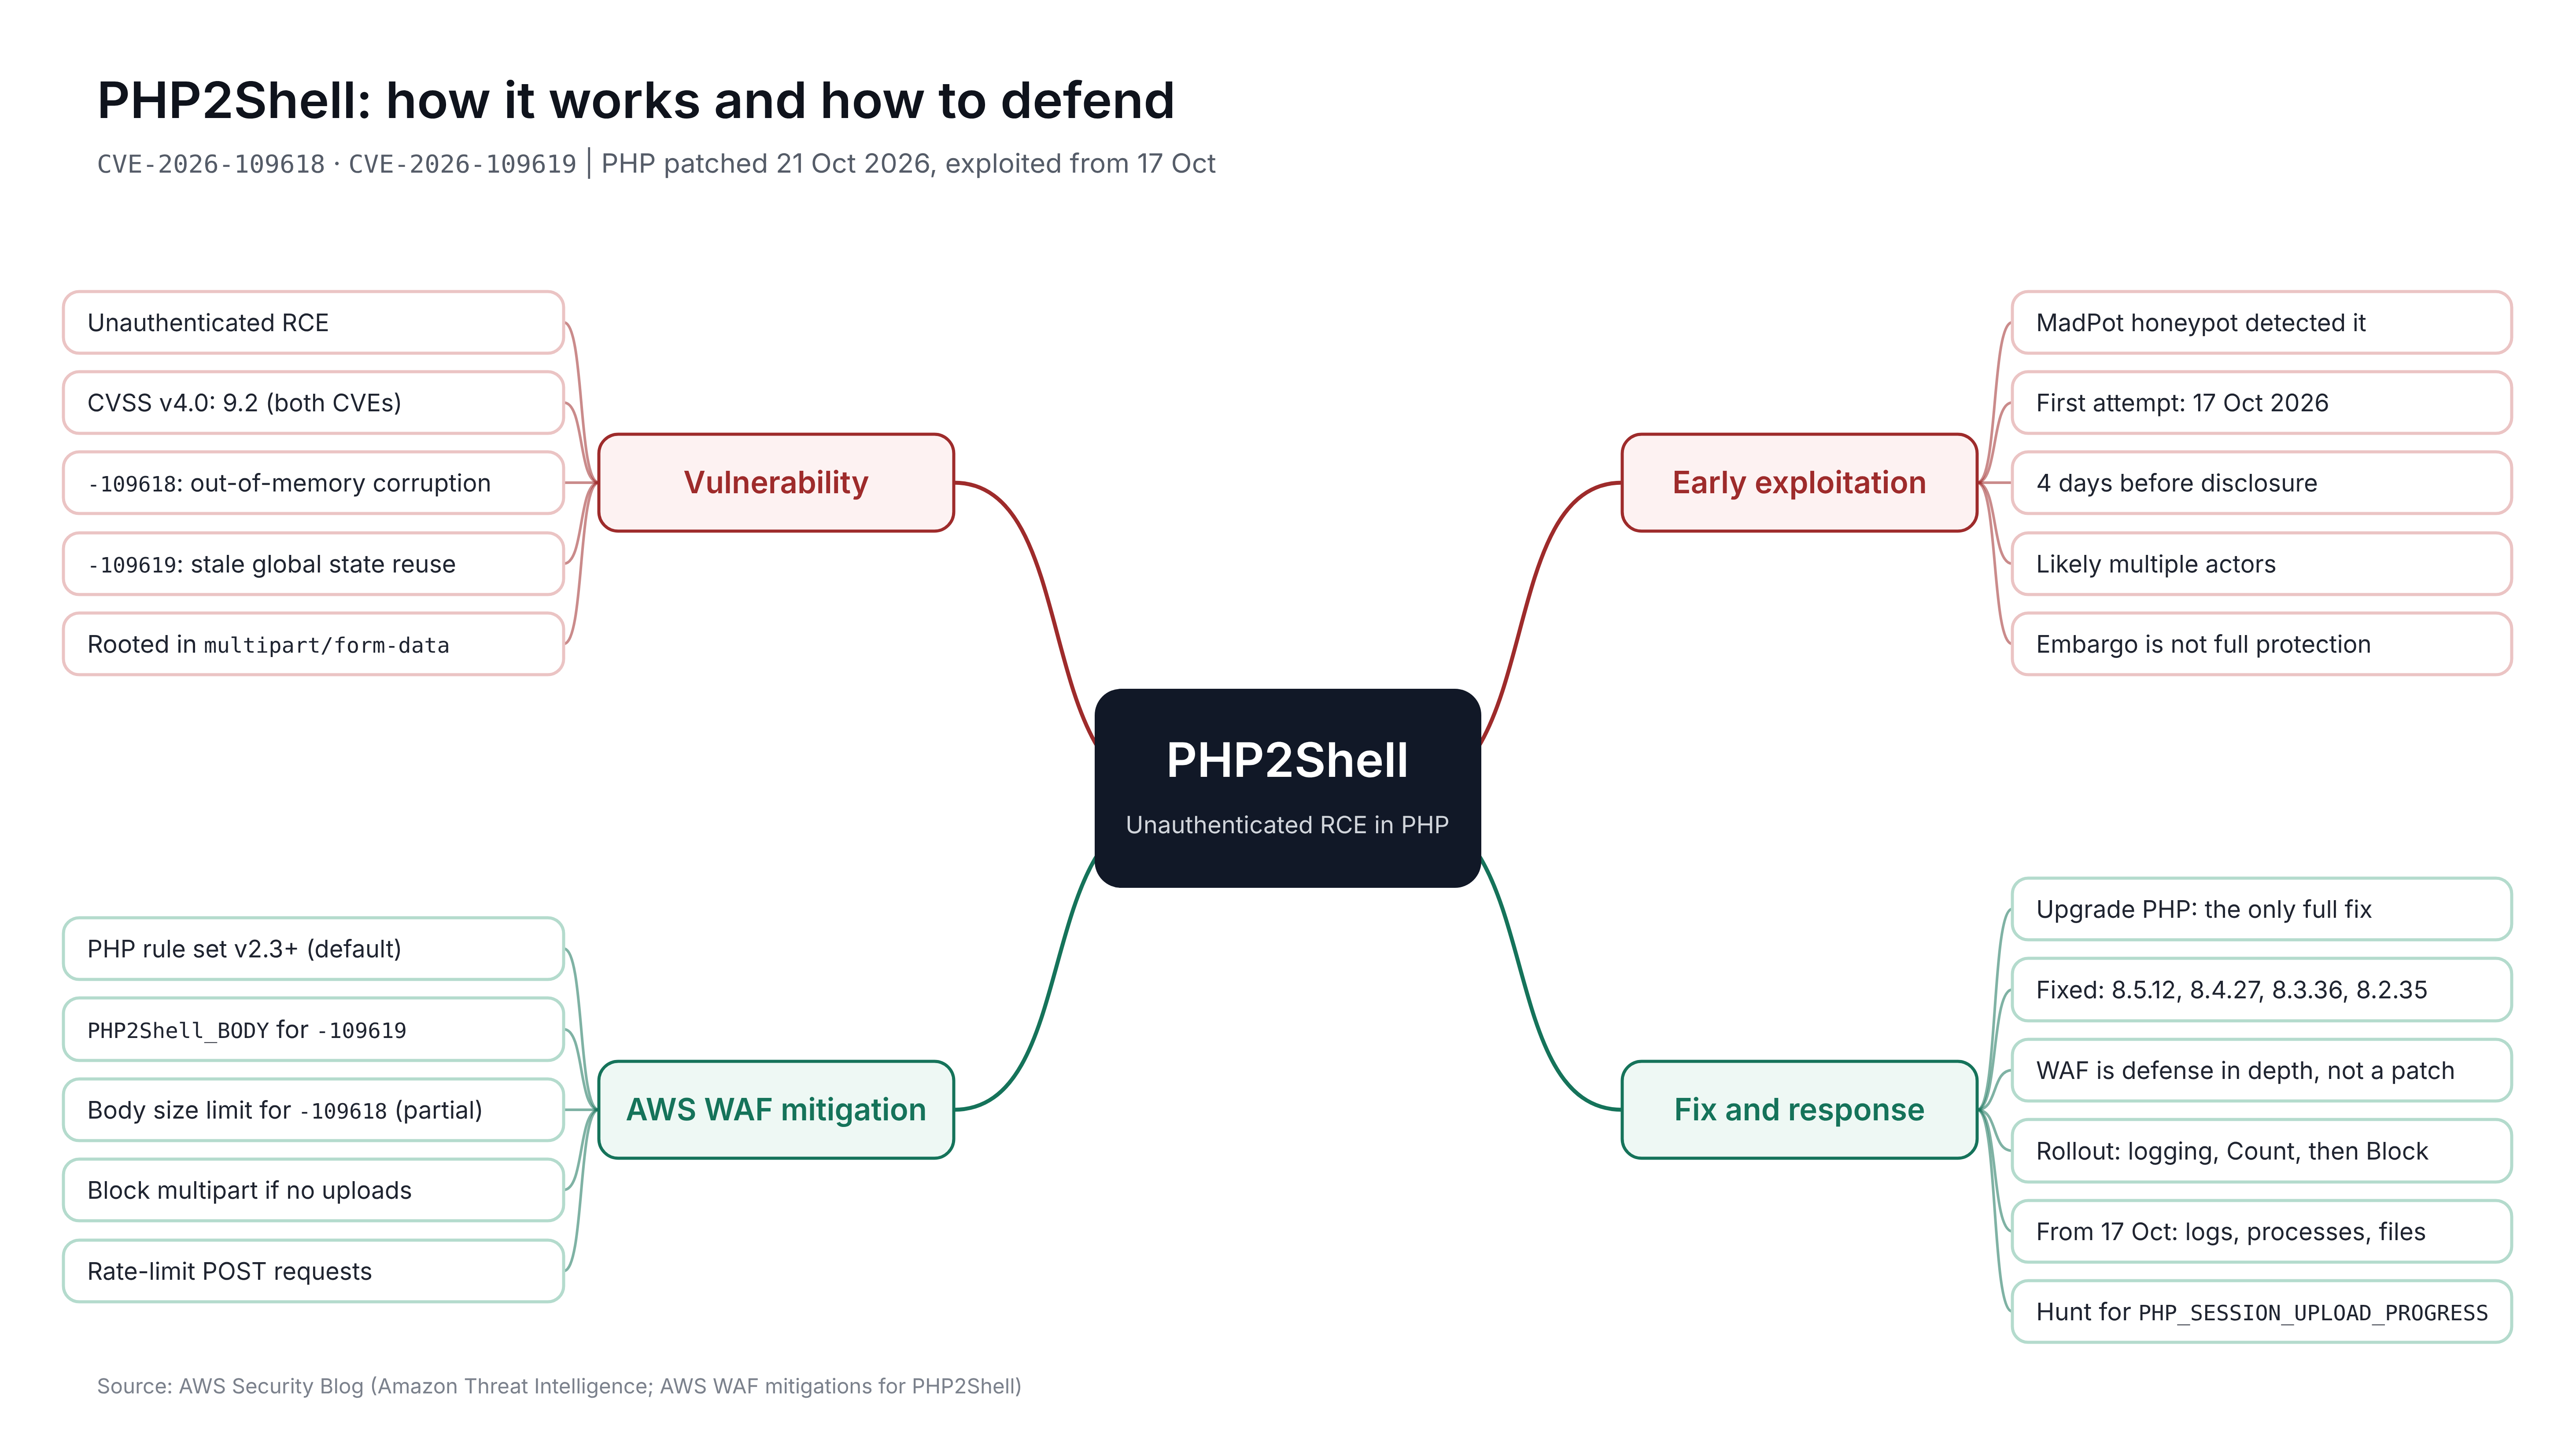 PHP2Shell: how it works and how to defend
CVE-2026-109618 · CVE-2026-109619 | PHP patched 21 Oct 2026, exploited from 17 Oct
Unauthenticated RCE
CVSS v4.0: 9.2 (both CVEs)
-109618: out-of-memory corruption
-109619: stale global state reuse
Rooted in multipart/form-data
Vulnerability
Early exploitation
MadPot honeypot detected it
First attempt: 17 Oct 2026
4 days before disclosure
Likely multiple actors
Embargo is not full protection
PHP2Shell
Unauthenticated RCE in PHP
PHP rule set v2.3+ (default)
PHP2Shell_BODY for -109619
Body size limit for -109618 (partial)
Block multipart if no uploads
Rate-limit POST requests
AWS WAF mitigation
Fix and response
Upgrade PHP: the only full fix
Fixed: 8.5.12, 8.4.27, 8.3.36, 8.2.35
WAF is defense in depth, not a patch
Rollout: logging, Count, then Block
From 17 Oct: logs, processes, files
Hunt for PHP_SESSION_UPLOAD_PROGRESS
Source: AWS Security Blog (Amazon Threat Intelligence; AWS WAF mitigations for PHP2Shell)